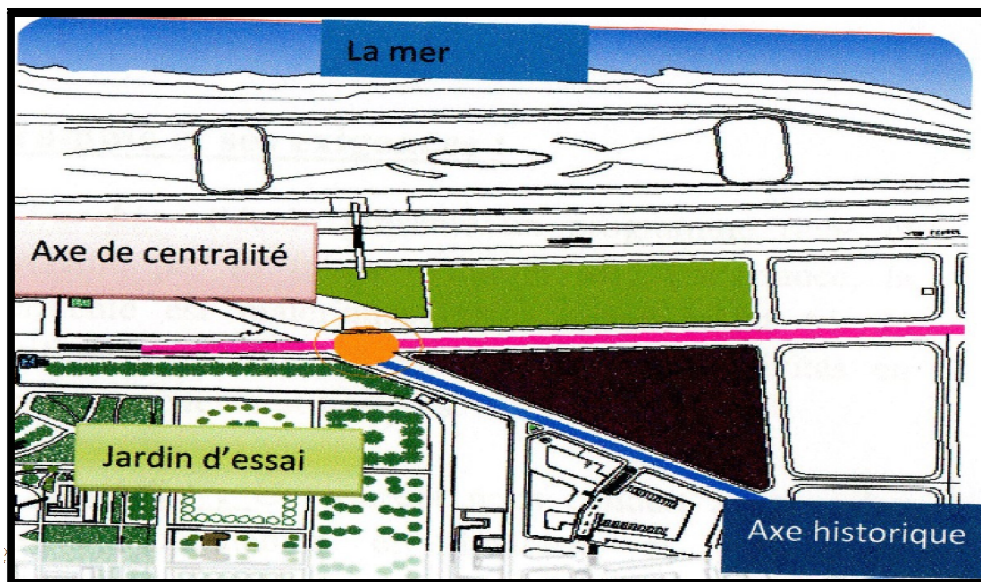 La mer
Axe de centralité
Jardin d'essai
Axe historique